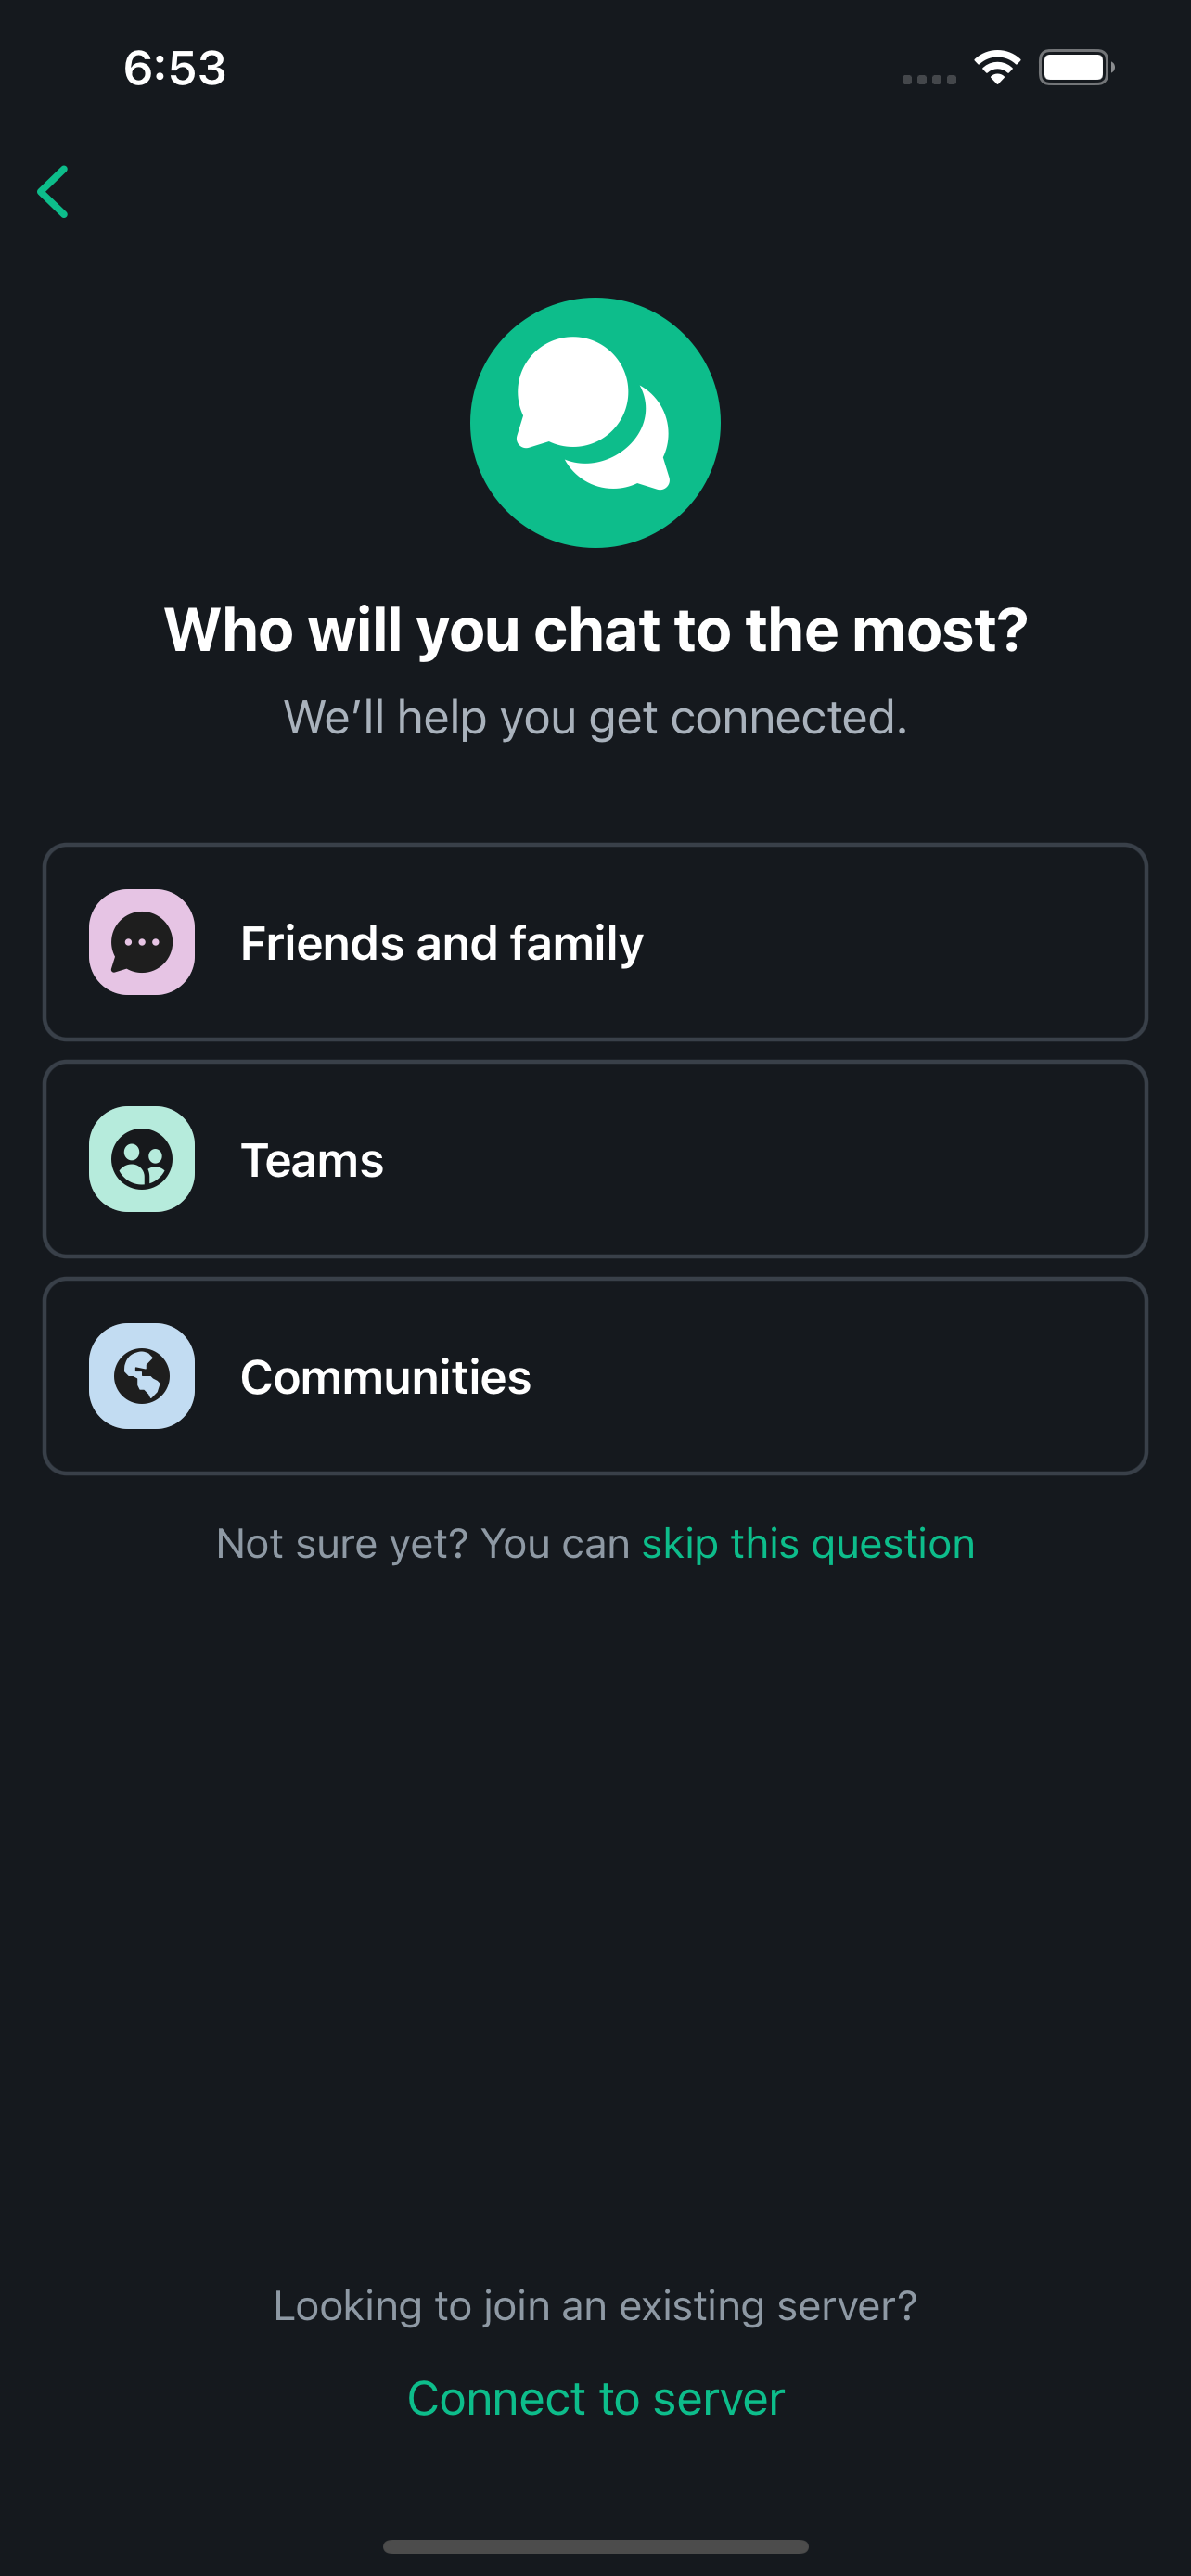 6:53
Who will you chat to the most?
We’ll help you get connected.
Friends and family
Teams
Communities
Not sure yet? You can skip this question
Looking to join an existing server?
Connect to server